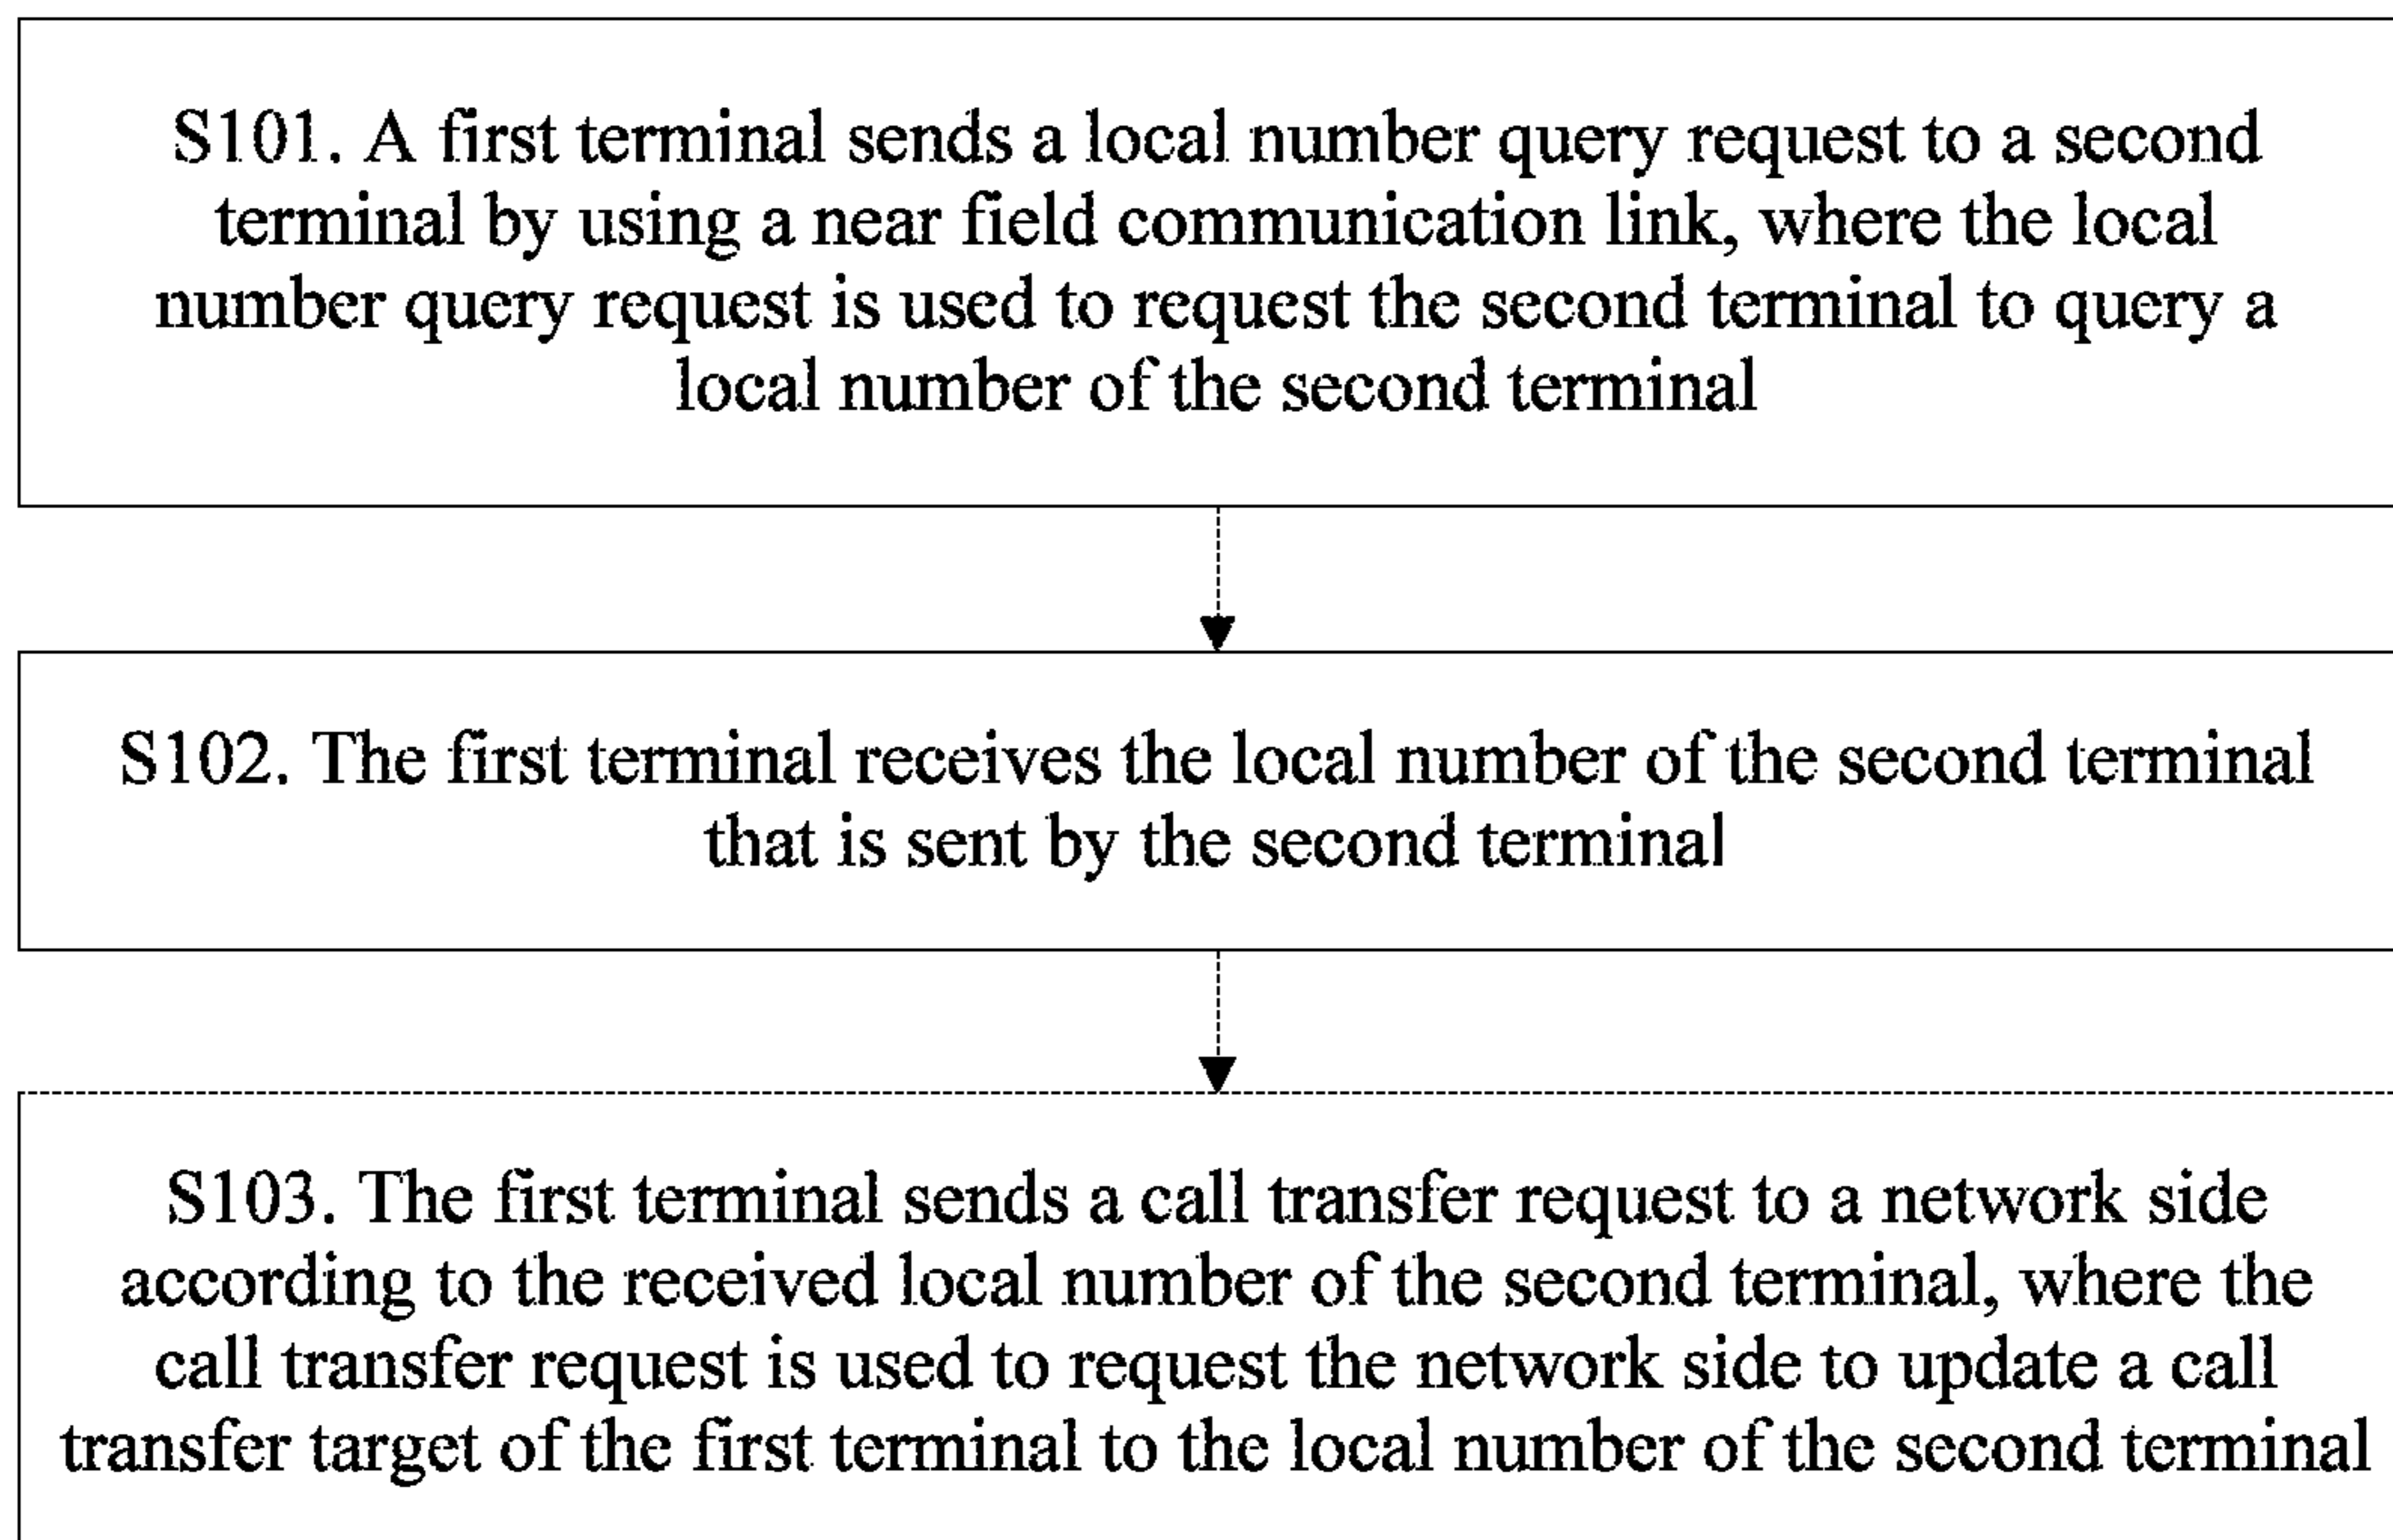 S101. A first terminal sends a local number query request to a second
terminal by using a near field communication link, where the local
number query request is used to request the second terminal to query a
local number of the second terminal
S102. The first terminal receives the local number of the second terminal
that is sent by the second terminal
S103. The first terminal sends a call transfer request to a network side
according to the received local number of the second terminal, where the
call transfer request is used to request the network side to update a call
transfer target of the first terminal to the local number of the second terminal